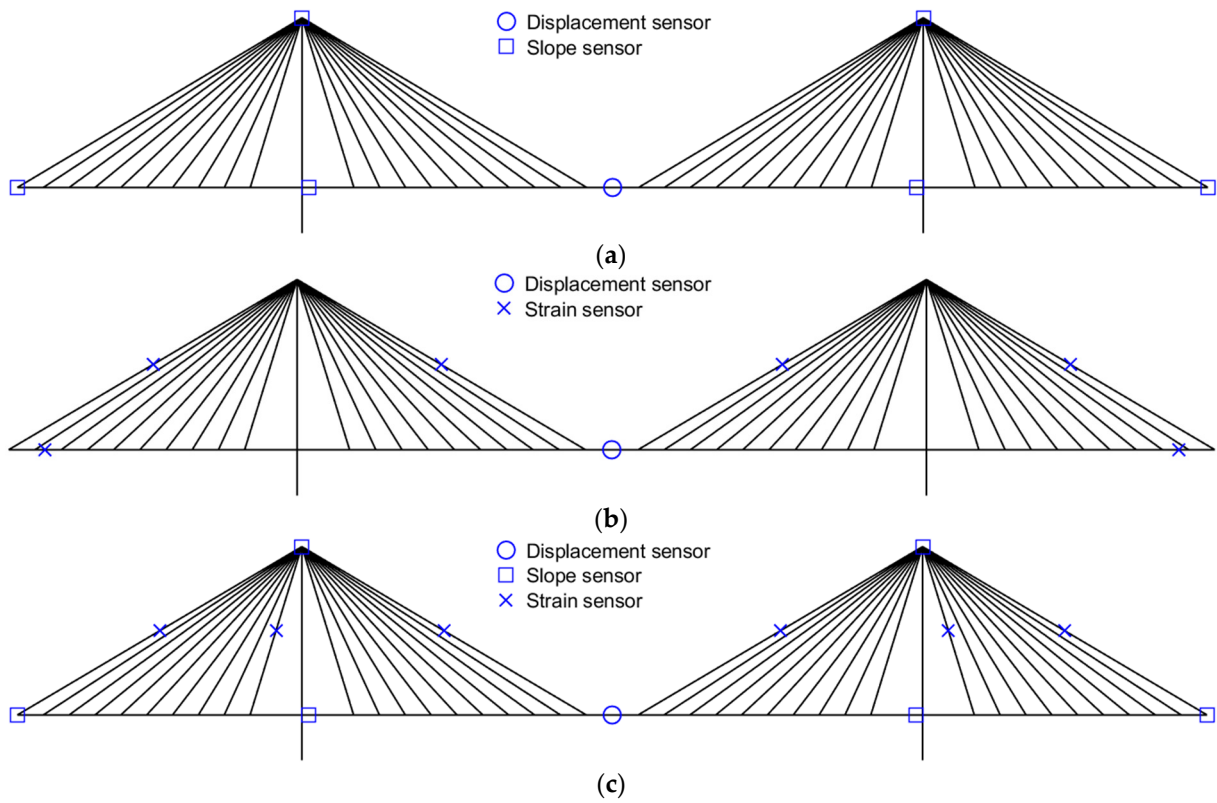 Displacement sensor
Slope sensor
(a)
Displacement sensor
Strain sensor
(b)
Displacement sensor
Slope sensor
Strain sensor
(c)